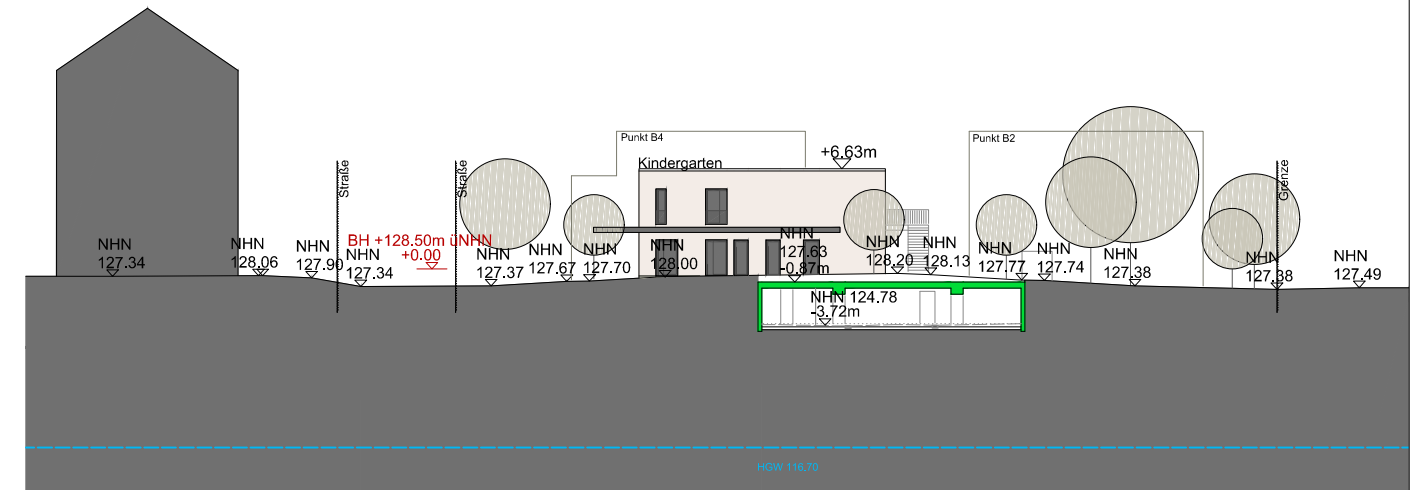 Punkt B4
Punkt B2
+6.63m
Kindergarten
Straße
Straße
Grenze
NHN
127.34
NHN
128.06
NHN
127.90
BH +128.50m üNHN
+0.00
NHN
127.34
NHN
127.37
NHN
127.67
NHN
127.70
NHN
128.00
NHN
127.63
-0.87m
NHN
128.20
NHN
128.13
NHN
127.77
NHN
127.74
NHN
127.38
NHN
127.38
NHN
127.49
NHN 124.78
-3.72m
HGW 116,70